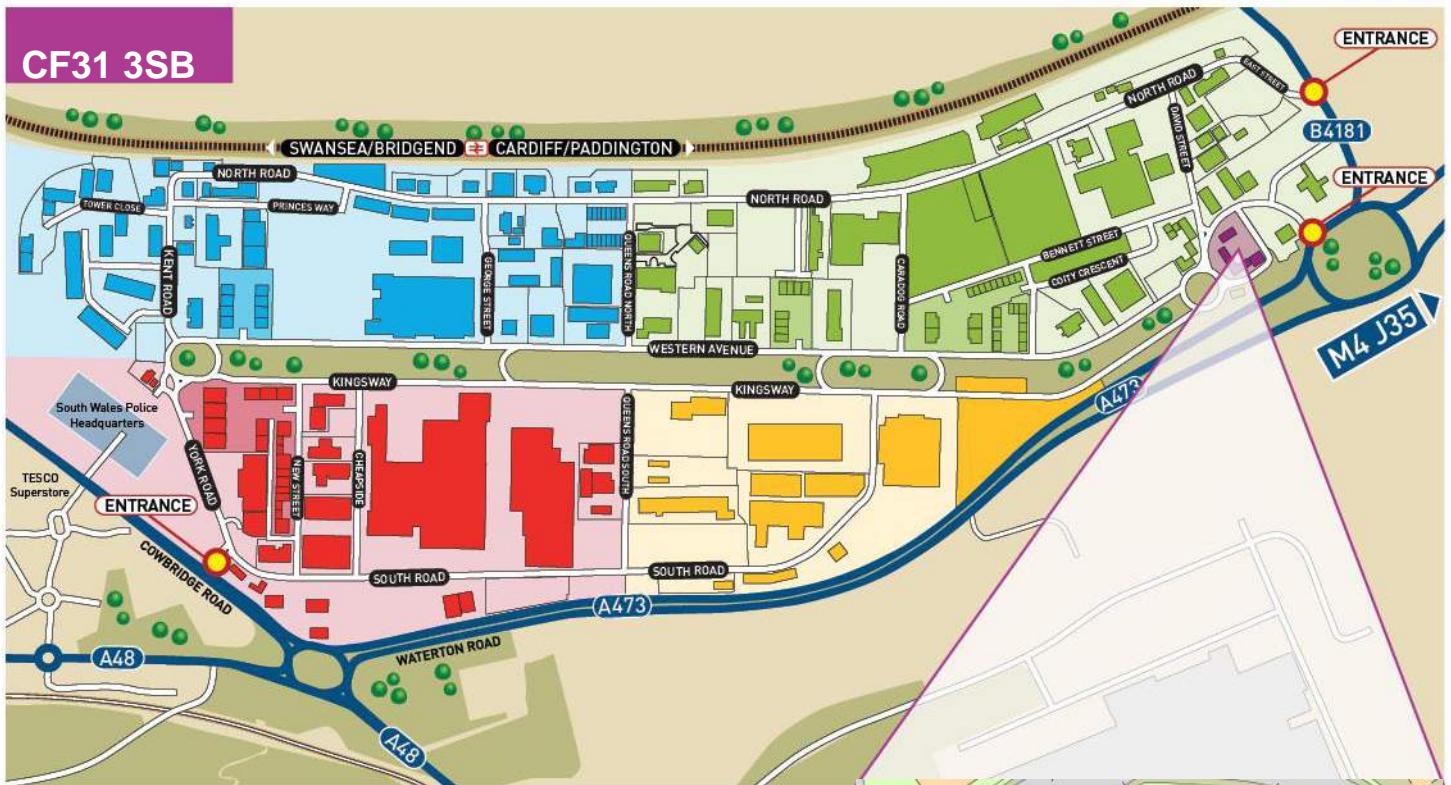 CF31 3SB
ENTRANCE
EAST STREET
NORTH ROAD
B4181
DAVID STREET
SWANSEA/BRIDGEND CARDIFF/PADDINGTON
NORTH ROAD
ENTRANCE
TOWER CLOSE
PRINCES WAY
NORTH ROAD
KENT ROAD
GEORGE STREET
QUEENS ROAD NORTH
CARADOG ROAD
BENNETT STREET
COITY CRESCENT
M4 J35
WESTERN AVENUE
KINGSWAY
KINGSWAY
A473
South Wales Police
Headquarters
YORK ROAD
NEW STREET
CHEAPSIDE
QUEENS ROAD SOUTH
TESCO
Superstore
ENTRANCE
COWBRIDGE ROAD
SOUTH ROAD
SOUTH ROAD
A473
WATERTON ROAD
A48
A48